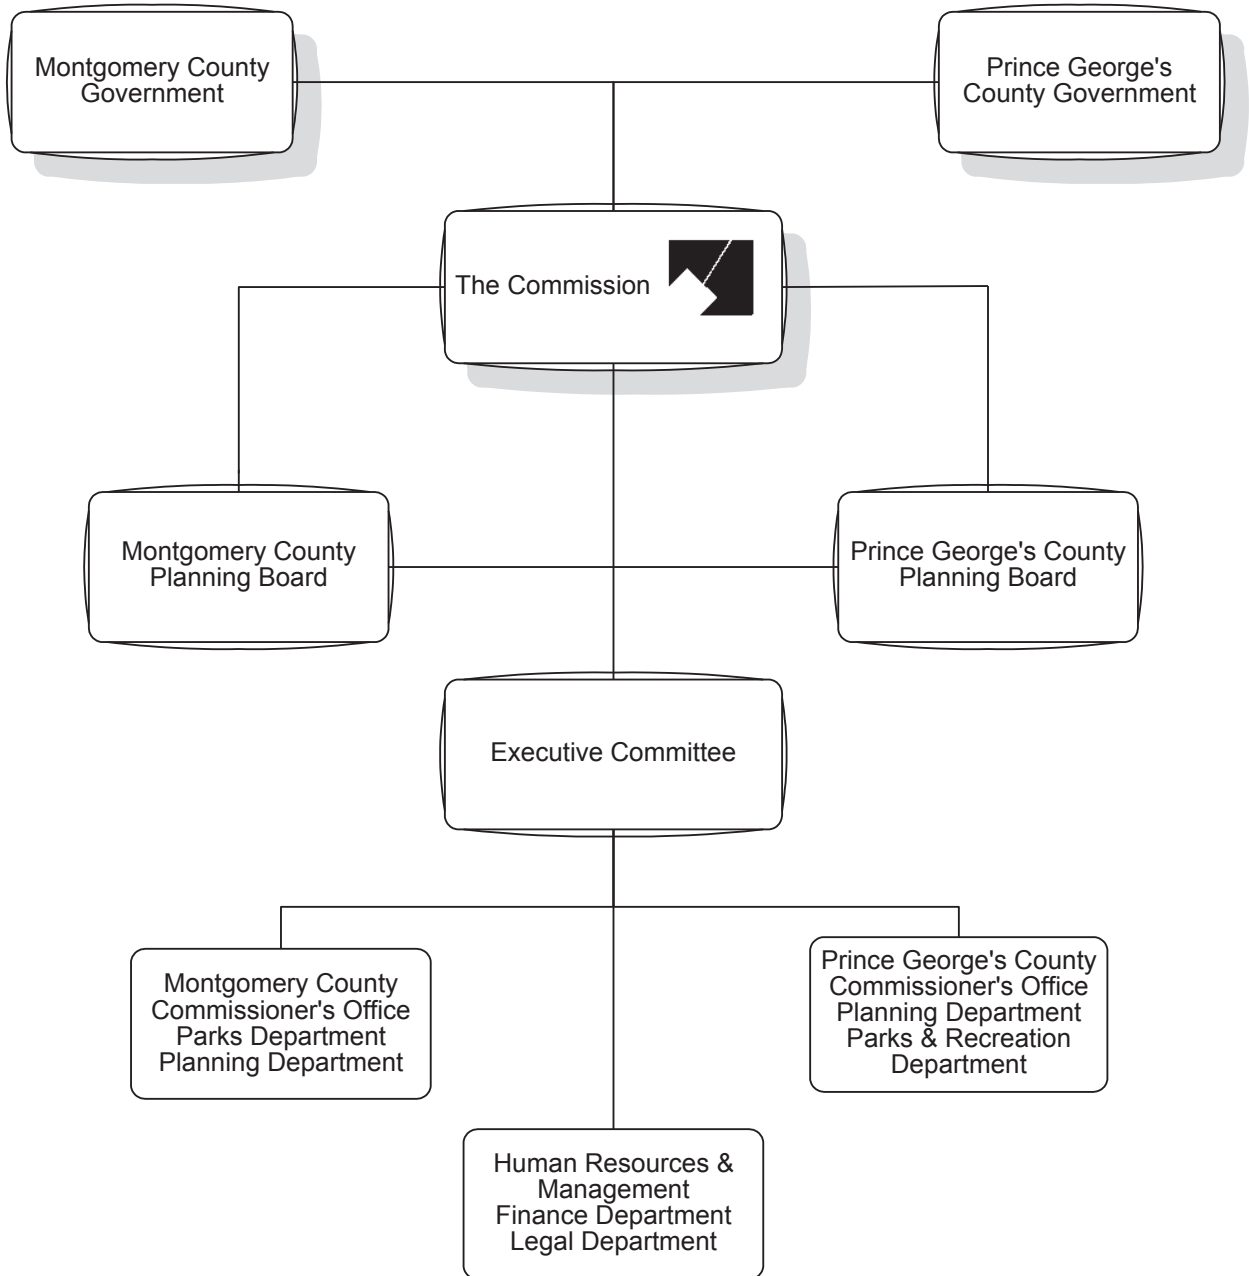 Montgomery County
Government
Prince George's
County Government
The Commission
Montgomery County
Planning Board
Prince George's County
Planning Board
Executive Committee
Montgomery County
Commissioner's Office
Parks Department
Planning Department
Prince George's County
Commissioner's Office
Planning Department
Parks & Recreation
Department
Human Resources &
Management
Finance Department
Legal Department